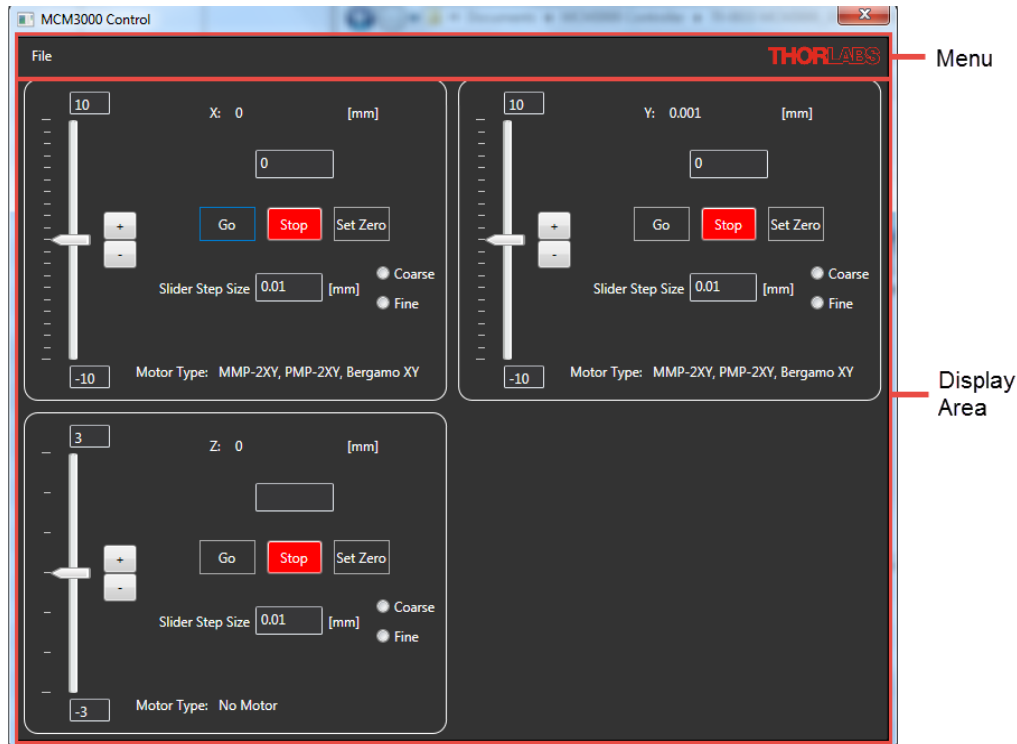 MCM3000 Control
File
THORLABS
Menu
10
X: 0 [mm]
0
+
-
Go Stop Set Zero
Slider Step Size 0.01 [mm]
Coarse
Fine
-10
Motor Type: MMP-2XY, PMP-2XY, Bergamo XY
10
Y: 0.001 [mm]
0
+
-
Go Stop Set Zero
Slider Step Size 0.01 [mm]
Coarse
Fine
-10
Motor Type: MMP-2XY, PMP-2XY, Bergamo XY
Display
Area
3
Z: 0 [mm]
+
-
Go Stop Set Zero
Slider Step Size 0.01 [mm]
Coarse
Fine
-3
Motor Type: No Motor